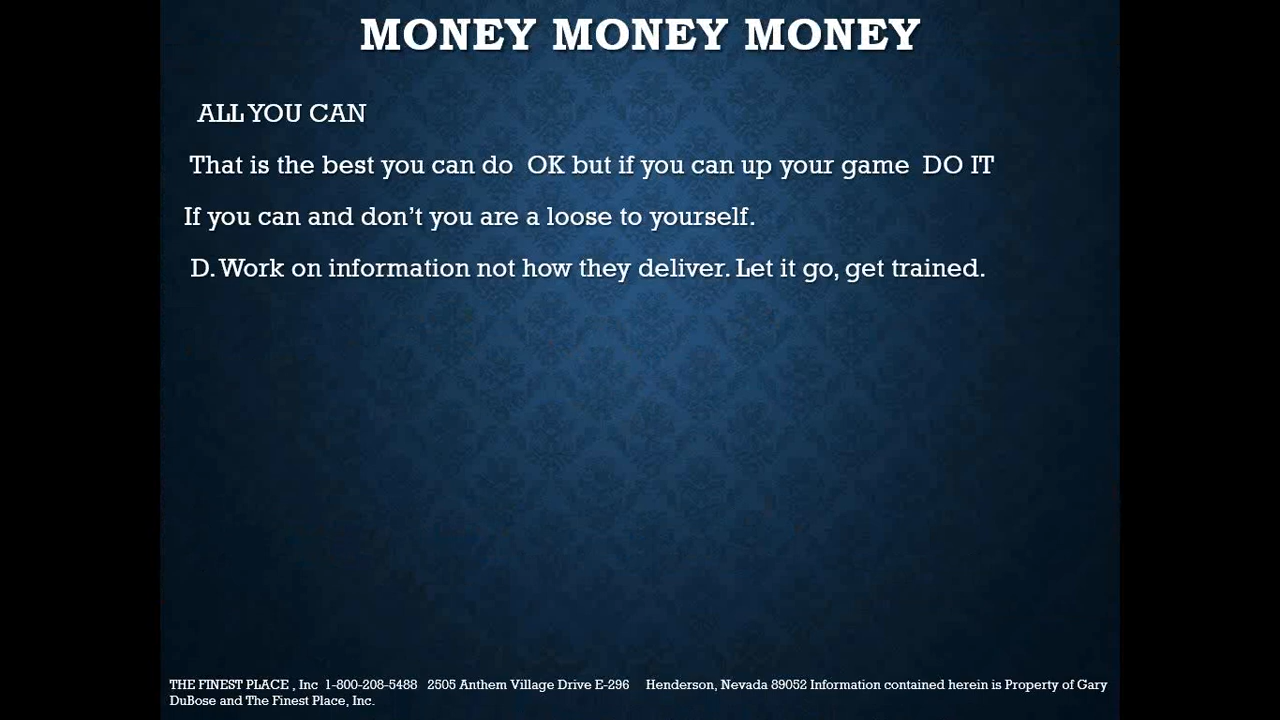 MONEY MONEY MONEY
ALL YOU CAN
That is the best you can do OK but if you can up your game DO IT
If you can and don't you are a loose to yourself.
D. Work on information not how they deliver. Let it go, get trained.
THE FINEST PLACE , Inc 1-800-208-5488 2505 Anthem Village Drive E-296 Henderson, Nevada 89052 Information contained herein is Property of Gary
DuBose and The Finest Place, Inc.